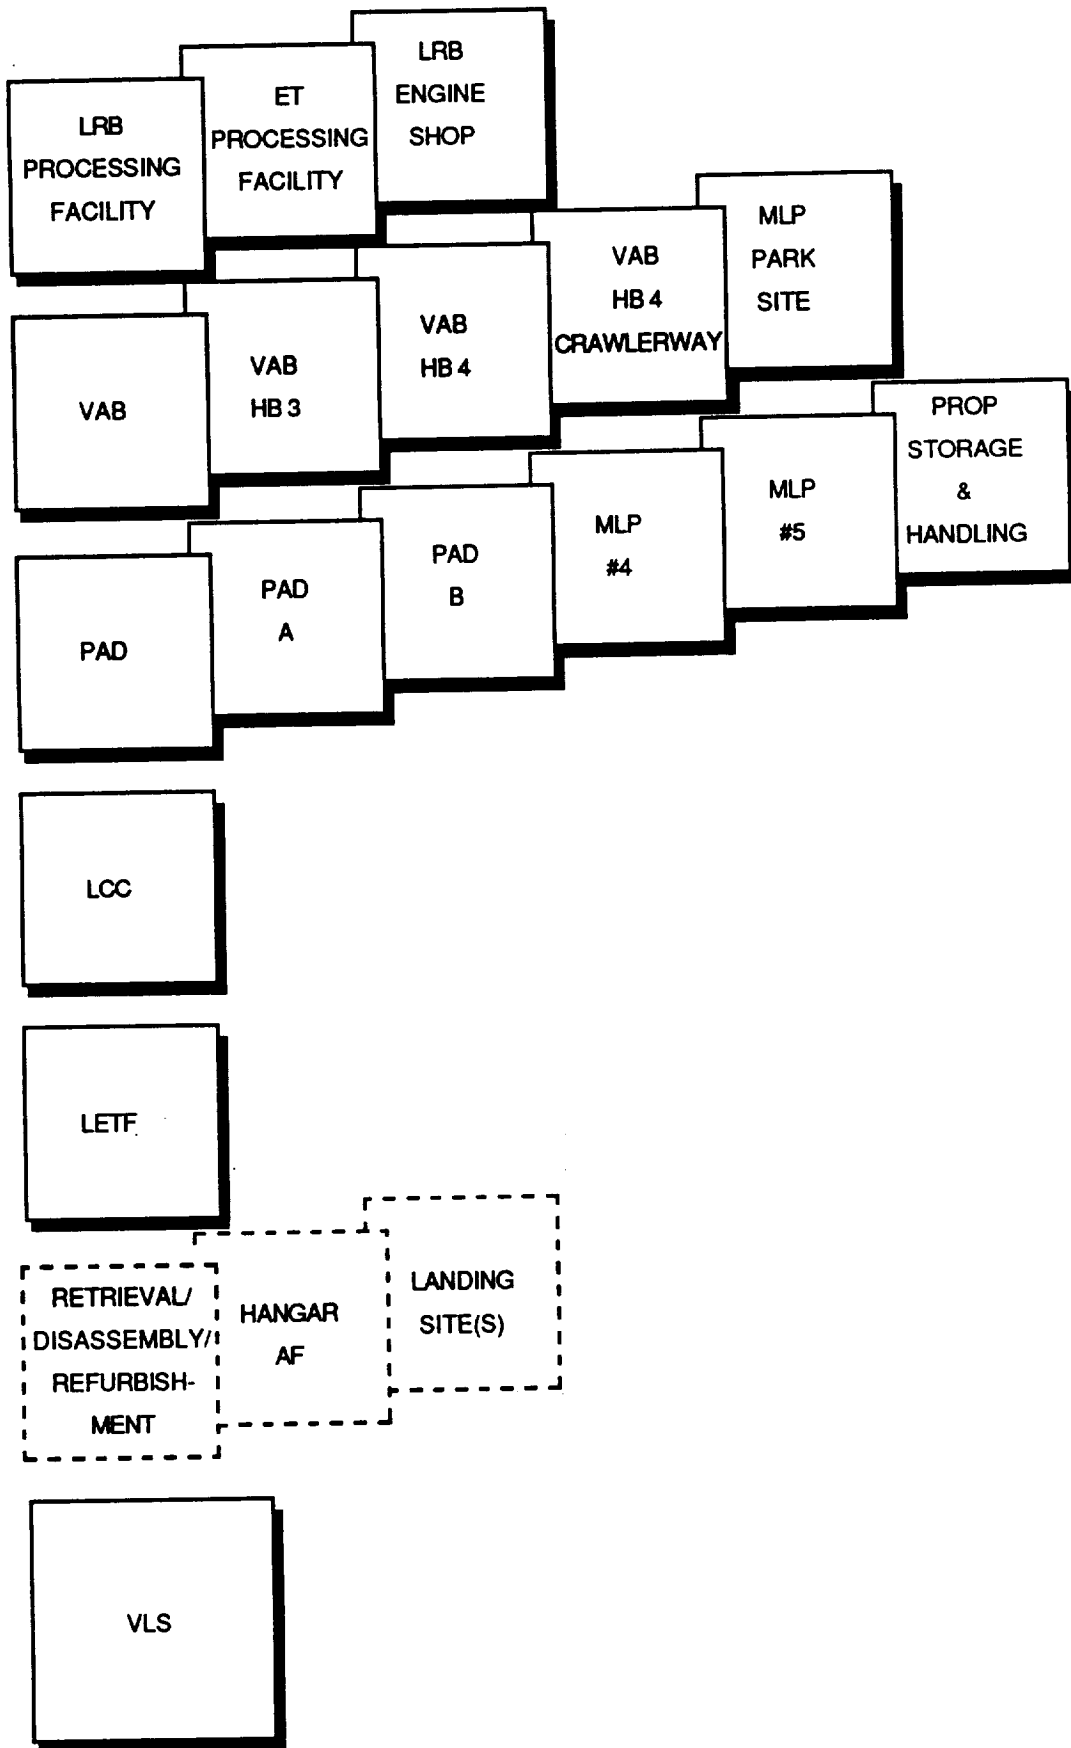 LRB
PROCESSING
FACILITY
ET
PROCESSING
FACILITY
LRB
ENGINE
SHOP
VAB
VAB
HB 3
VAB
HB 4
VAB
HB 4
CRAWLERWAY
MLP
PARK
SITE
PAD
PAD
A
PAD
B
MLP
#4
MLP
#5
PROP
STORAGE
&
HANDLING
LCC
LETF
RETRIEVAL/
DISASSEMBLY/
REFURBISH-
MENT
HANGAR
AF
LANDING
SITE(S)
VLS